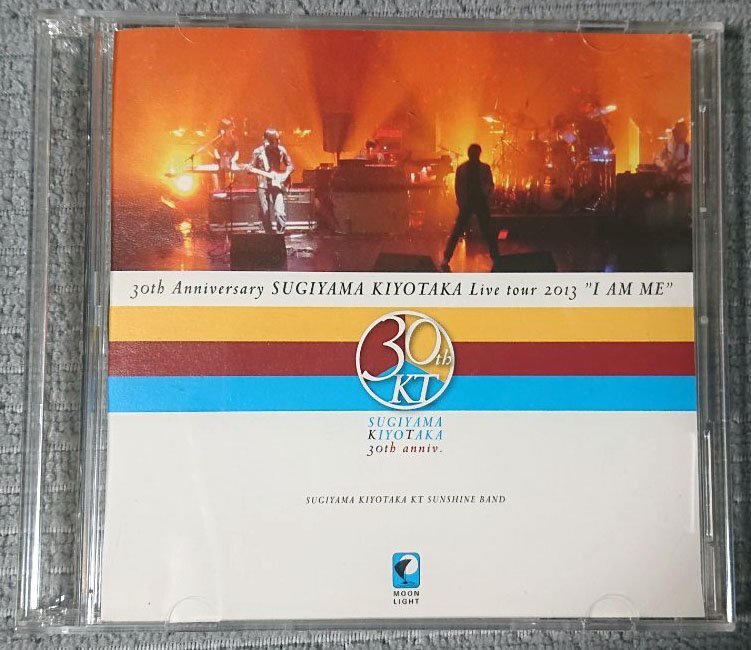 30th Anniversary SUGIYAMA KIYOTAKA Live tour 2013 "I AM ME"
30th
KT
SUGIYAMA
KIYOTAKA
30th anniv.
SUGIYAMA KIYOTAKA KT SUNSHINE BAND
MOON
LIGHT